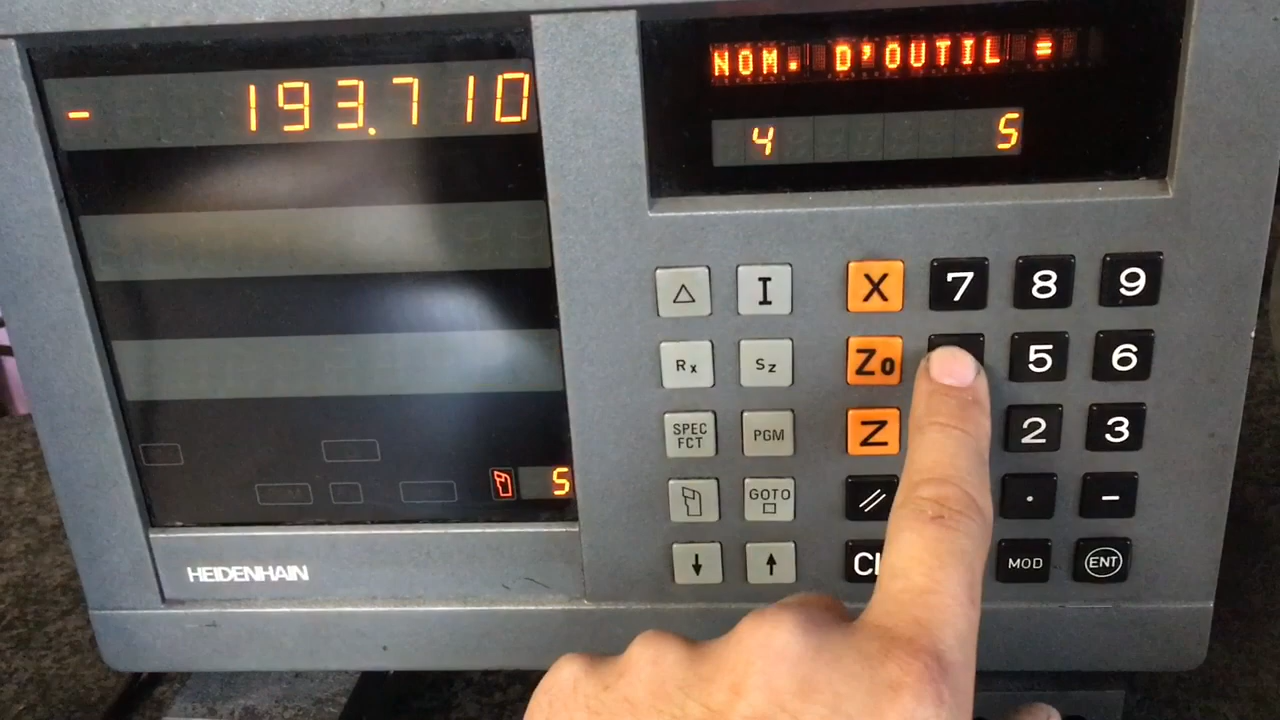 - 193.710
NOM. D'OUTIL =
4 5
△ I X 7 8 9
Rx Sz Zo 5 6
SPEC FCT PGM Z 2 3
GOTO □ // . -
↓ ↑ MOD ENT
5
HEIDENHAIN